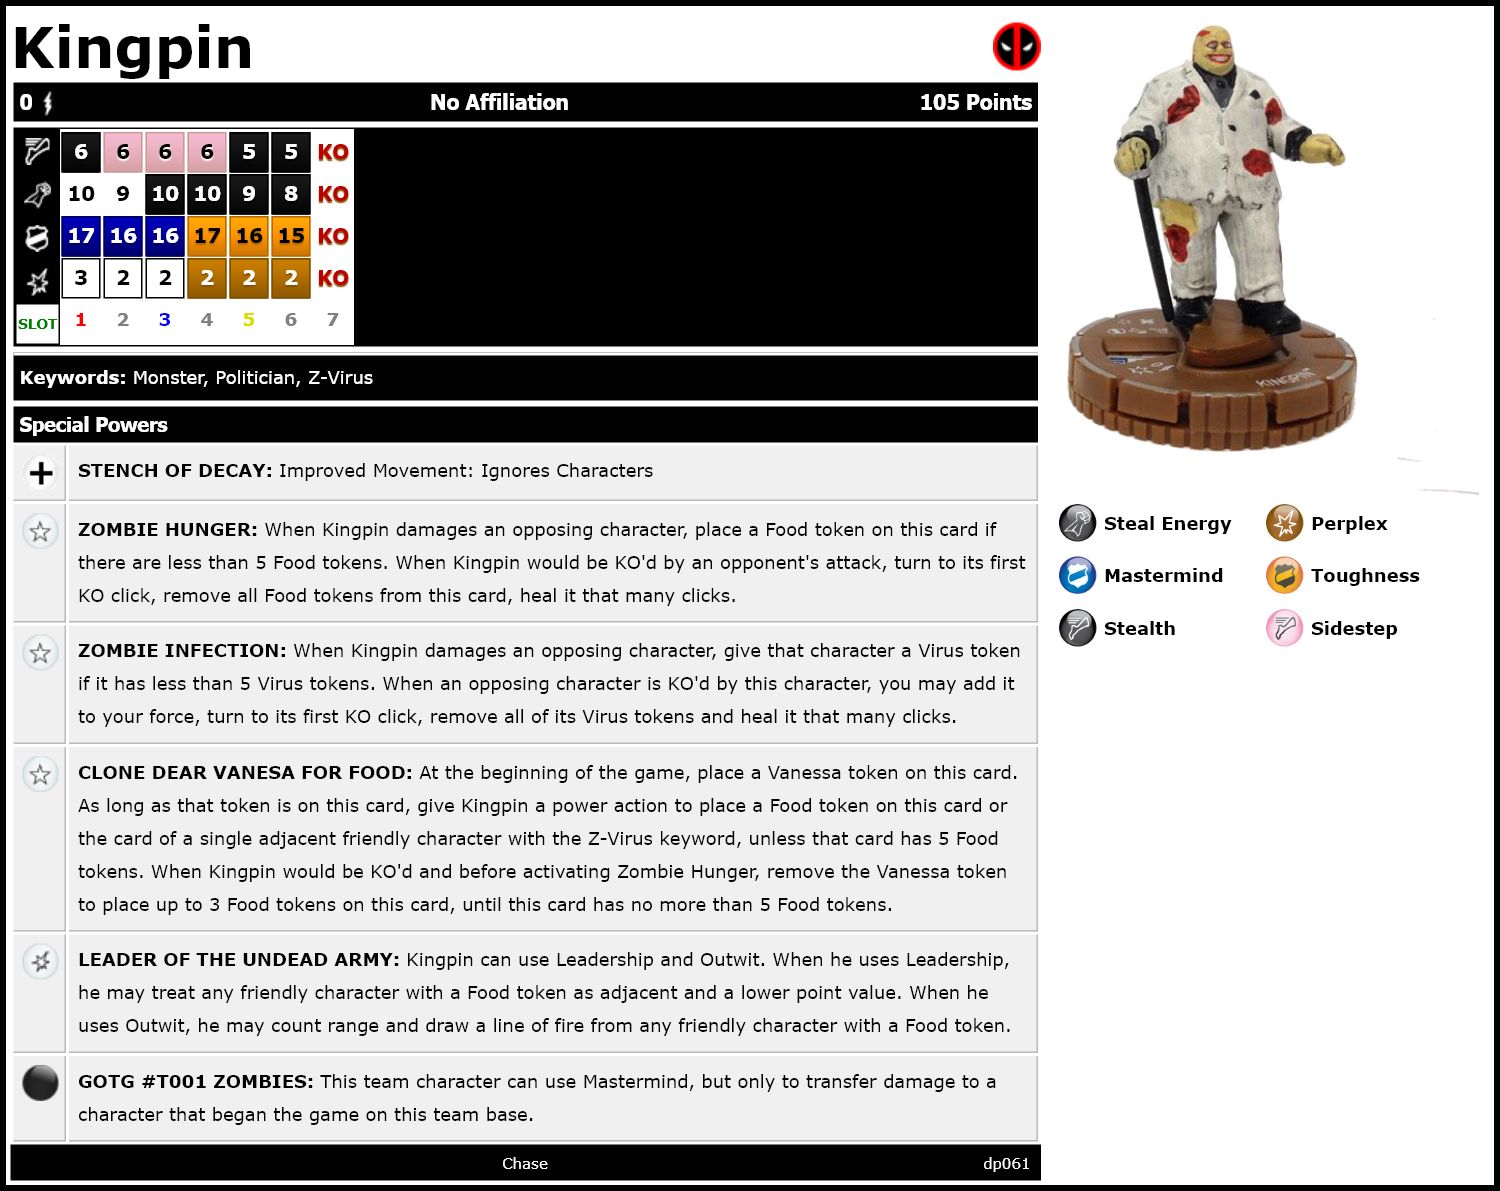 Kingpin
0 No Affiliation 105 Points
6 6 6 6 5 5 KO
10 9 10 10 9 8 KO
17 16 16 17 16 15 KO
3 2 2 2 2 2 KO
SLOT 1 2 3 4 5 6 7
Keywords: Monster, Politician, Z-Virus
Special Powers
STENCH OF DECAY: Improved Movement: Ignores Characters
ZOMBIE HUNGER: When Kingpin damages an opposing character, place a Food token on this card if
there are less than 5 Food tokens. When Kingpin would be KO'd by an opponent's attack, turn to its first
KO click, remove all Food tokens from this card, heal it that many clicks.
ZOMBIE INFECTION: When Kingpin damages an opposing character, give that character a Virus token
if it has less than 5 Virus tokens. When an opposing character is KO'd by this character, you may add it
to your force, turn to its first KO click, remove all of its Virus tokens and heal it that many clicks.
CLONE DEAR VANESA FOR FOOD: At the beginning of the game, place a Vanessa token on this card.
As long as that token is on this card, give Kingpin a power action to place a Food token on this card or
the card of a single adjacent friendly character with the Z-Virus keyword, unless that card has 5 Food
tokens. When Kingpin would be KO'd and before activating Zombie Hunger, remove the Vanessa token
to place up to 3 Food tokens on this card, until this card has no more than 5 Food tokens.
LEADER OF THE UNDEAD ARMY: Kingpin can use Leadership and Outwit. When he uses Leadership,
he may treat any friendly character with a Food token as adjacent and a lower point value. When he
uses Outwit, he may count range and draw a line of fire from any friendly character with a Food token.
GOTG #T001 ZOMBIES: This team character can use Mastermind, but only to transfer damage to a
character that began the game on this team base.
Chase dp061
KINGPIN
Steal Energy Perplex
Mastermind Toughness
Stealth Sidestep